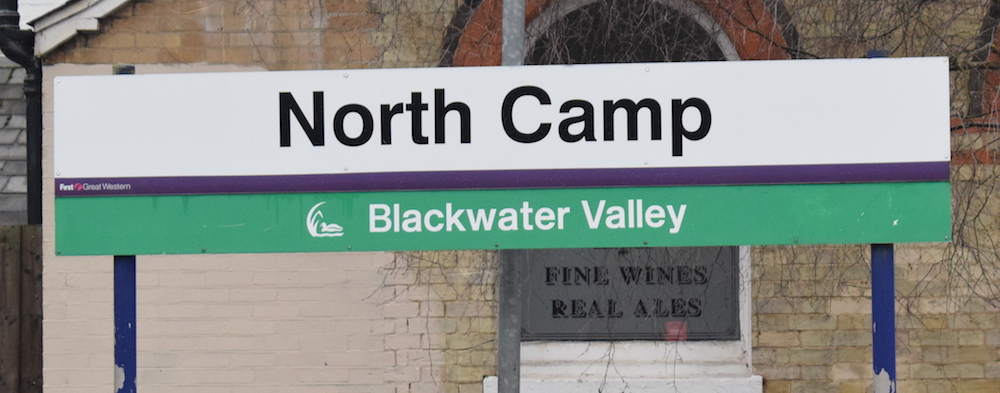 North Camp
First Great Western
Blackwater Valley
FINE WINES
REAL ALES